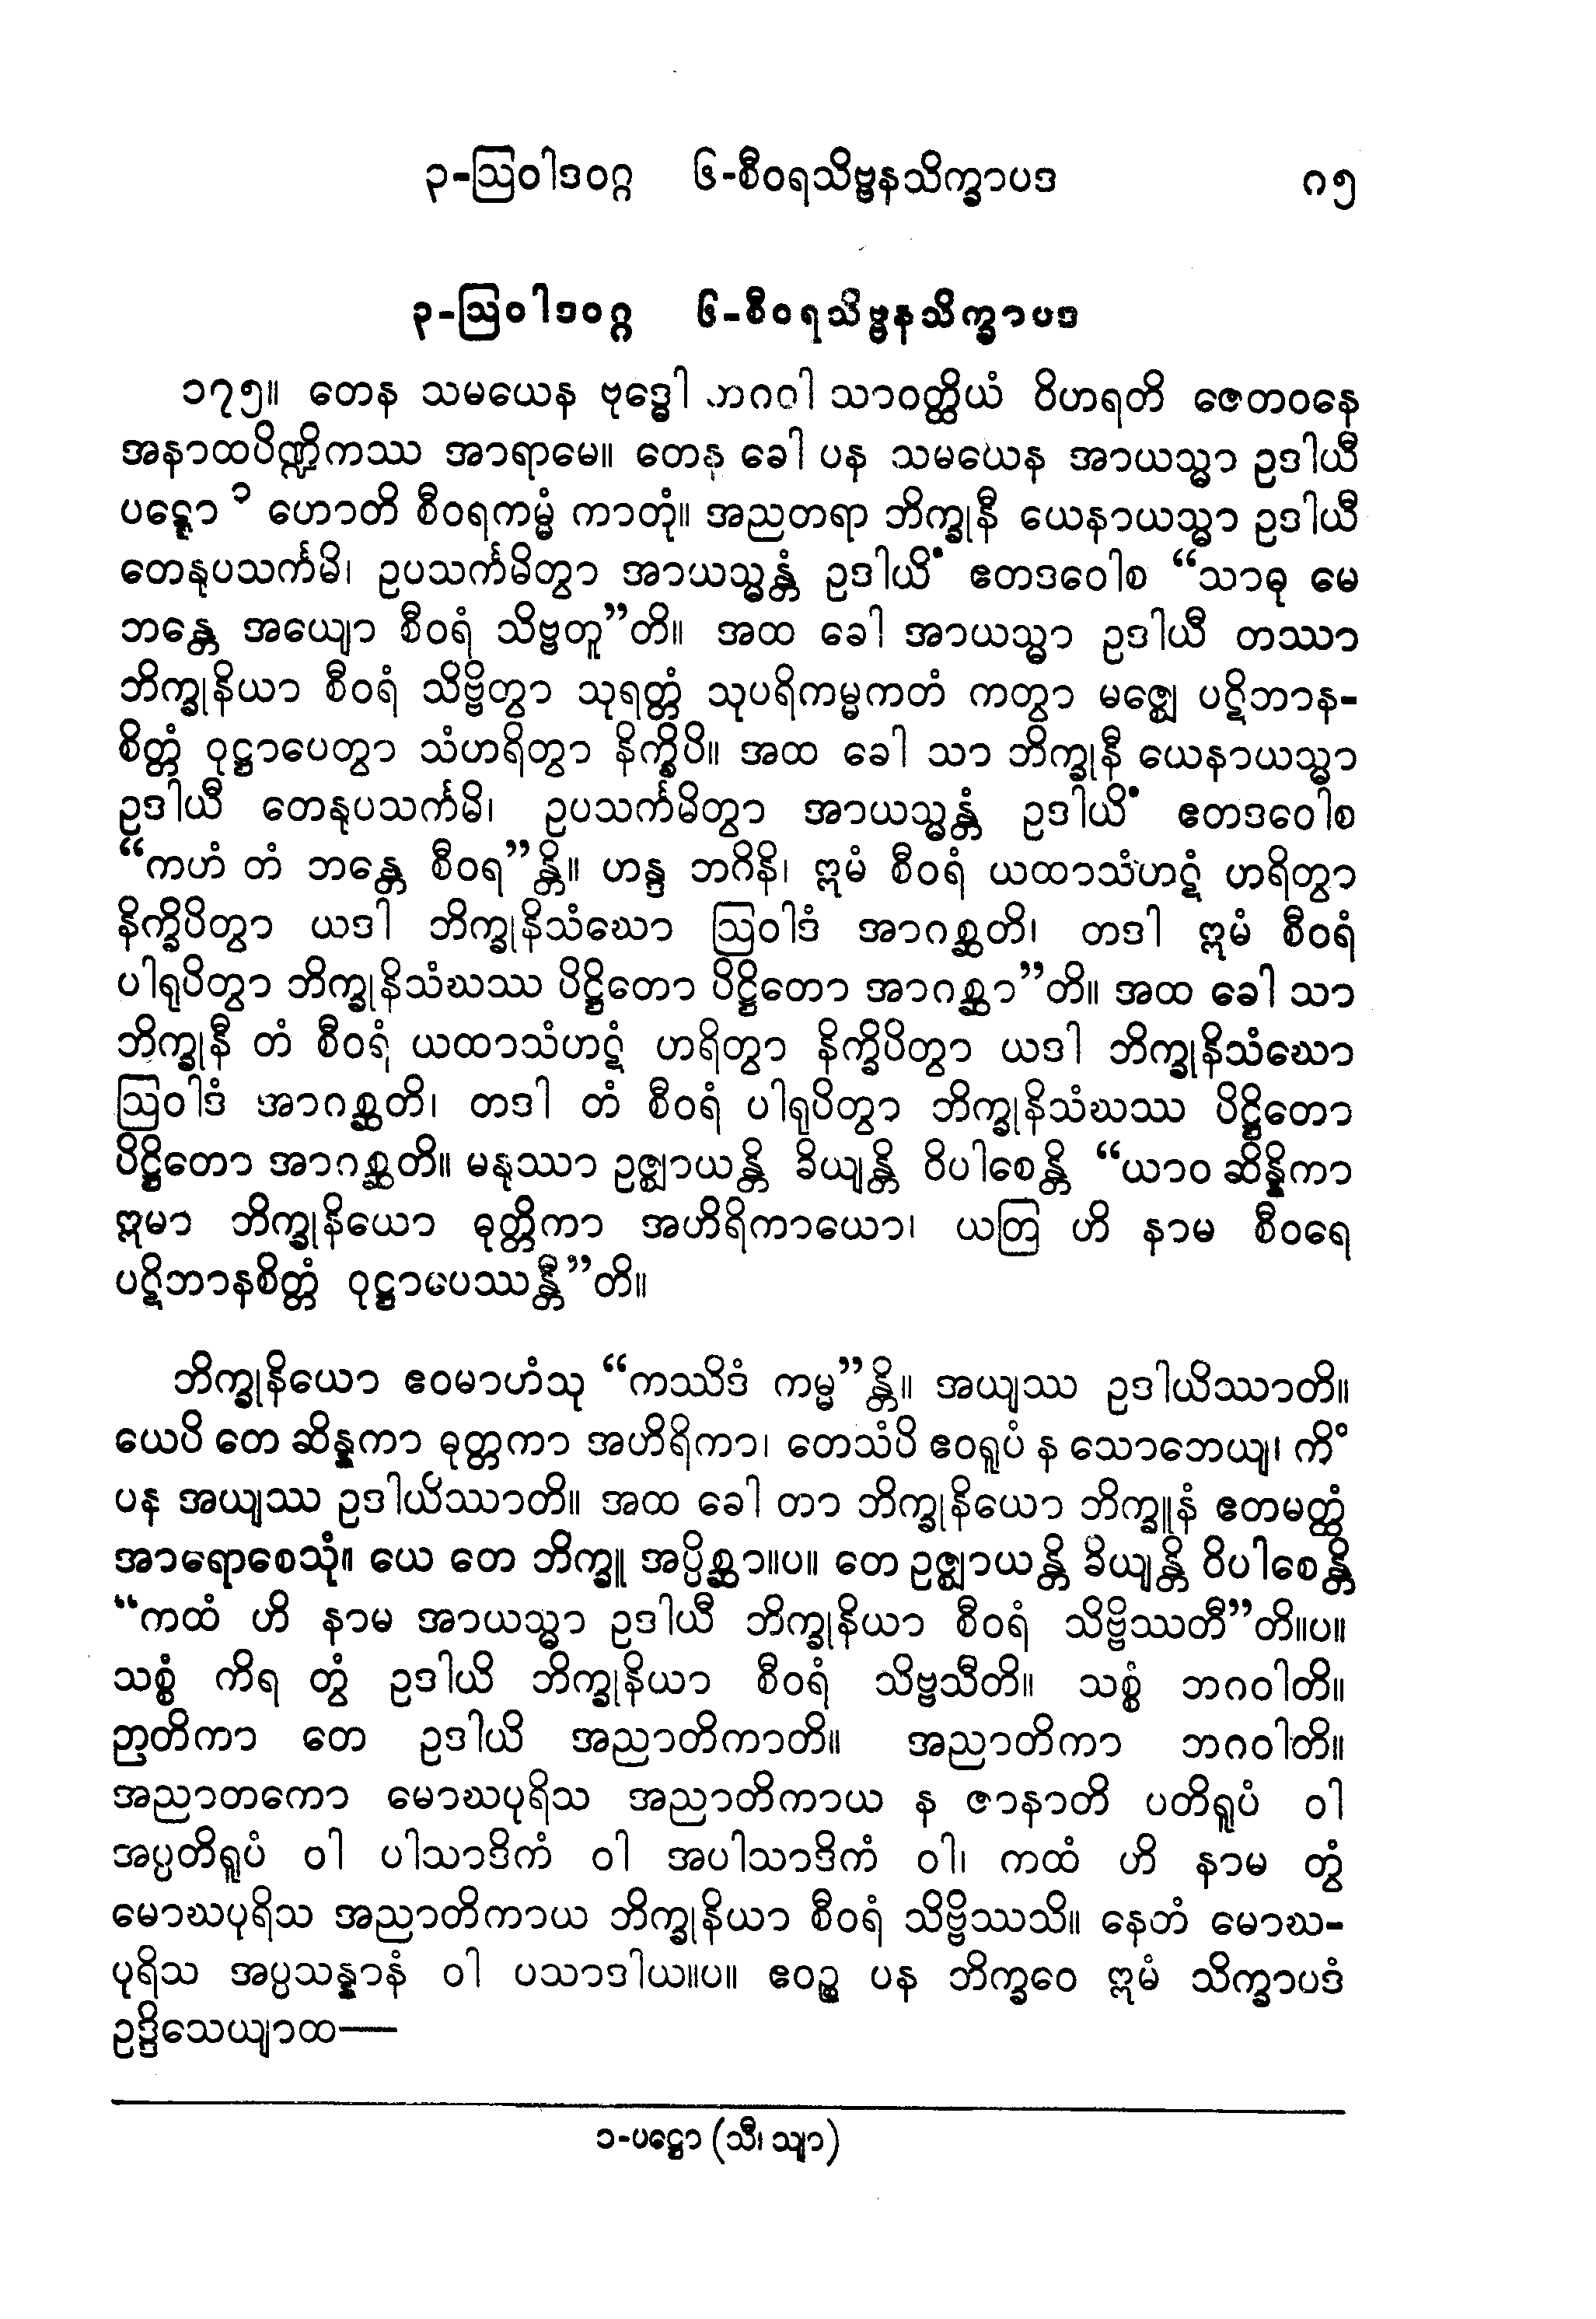 ၃-ဩဝါဒဝဂ္ဂ ၆-စီဝရသိဗ္ဗနသိက္ခာပဒ ၈၅
၃-ဩဝါဒဝဂ္ဂ ၆-စီဝရသိဗ္ဗနသိက္ခာပဒ
၁၇၅။ တေန သမယေန ဗုဒ္ဓေါ ဘဂဝါ သာဝတ္ထိယံ ဝိဟရတိ ဇေတဝနေ
အနာထပိဏ္ဍိကဿ အာရာမေ။ တေန ခေါ ပန သမယေန အာယသ္မာ ဥဒါယီ
ပဋ္ဋော ၁ ဟောတိ စီဝရကမ္မံ ကာတုံ။ အညတရာ ဘိက္ခုနီ ယေနာယသ္မာ ဥဒါယီ
တေနုပသင်္ကမိ၊ ဥပသင်္ကမိတွာ အာယသ္မန္တံ ဥဒါယိံ ဧတဒဝေါစ “သာဓု မေ
ဘန္တေ အယျော စီဝရံ သိဗ္ဗတူ”တိ။ အထ ခေါ အာယသ္မာ ဥဒါယီ တဿာ
ဘိက္ခုနိယာ စီဝရံ သိဗ္ဗိတွာ သုရတ္တံ သုပရိကမ္မကတံ ကတွာ မဇ္ဈေ ပဋိဘာန-
စိတ္တံ ဝုဋ္ဌာပေတွာ သံဟရိတွာ နိက္ခိပိ။ အထ ခေါ သာ ဘိက္ခုနီ ယေနာယသ္မာ
ဥဒါယီ တေနုပသင်္ကမိ၊ ဥပသင်္ကမိတွာ အာယသ္မန္တံ ဥဒါယိံ ဧတဒဝေါစ
“ကဟံ တံ ဘန္တေ စီဝရ”န္တိ။ ဟန္ဒ ဘဂိနိ၊ ဣမံ စီဝရံ ယထာသံဟဋံ ဟရိတွာ
နိက္ခိပိတွာ ယဒါ ဘိက္ခုနိသံဃော ဩဝါဒံ အာဂစ္ဆတိ၊ တဒါ ဣမံ စီဝရံ
ပါရုပိတွာ ဘိက္ခုနိသံဃဿ ပိဋ္ဌိတော ပိဋ္ဌိတော အာဂစ္ဆာ”တိ။ အထ ခေါ သာ
ဘိက္ခုနီ တံ စီဝရံ ယထာသံဟဋံ ဟရိတွာ နိက္ခိပိတွာ ယဒါ ဘိက္ခုနိသံဃော
ဩဝါဒံ အာဂစ္ဆတိ၊ တဒါ တံ စီဝရံ ပါရုပိတွာ ဘိက္ခုနိသံဃဿ ပိဋ္ဌိတော
ပိဋ္ဌိတော အာဂစ္ဆတိ။ မနုဿာ ဥဇ္ဈာယန္တိ ခိယျန္တိ ဝိပါစေန္တိ “ယာဝ ဆိန္နိကာ
ဣမာ ဘိက္ခုနိယော ဓုတ္တိကာ အဟိရိကာယော၊ ယတြ ဟိ နာမ စီဝရေ
ပဋိဘာနစိတ္တံ ဝုဋ္ဌာပေဿန္တီ”တိ။
ဘိက္ခုနိယော ဧဝမာဟံသု “ကဿိဒံ ကမ္မ”န္တိ။ အယျဿ ဥဒါယိဿာတိ။
ယေပိ တေ ဆိန္နကာ ဓုတ္တကာ အဟိရိကာ၊ တေသံပိ ဧဝရူပံ န သောဘေယျ၊ ကိံ
ပန အယျဿ ဥဒါယိဿာတိ။ အထ ခေါ တာ ဘိက္ခုနိယော ဘိက္ခူနံ ဧတမတ္ထံ
အာရောစေသုံ။ ယေ တေ ဘိက္ခူ အပ္ပိစ္ဆာ။ပ။ တေ ဥဇ္ဈာယန္တိ ခိယျန္တိ ဝိပါစေန္တိ
“ကထံ ဟိ နာမ အာယသ္မာ ဥဒါယီ ဘိက္ခုနိယာ စီဝရံ သိဗ္ဗိဿတီ”တိ။ပ။
သစ္စံ ကိရ တွံ ဥဒါယိ ဘိက္ခုနိယာ စီဝရံ သိဗ္ဗသီတိ။ သစ္စံ ဘဂဝါတိ။
ဉာတိကာ တေ ဥဒါယိ အညာတိကာတိ။ အညာတိကာ ဘဂဝါတိ။
အညာတကော မောဃပုရိသ အညာတိကာယ န ဇာနာတိ ပတိရူပံ ဝါ
အပ္ပတိရူပံ ဝါ ပါသာဒိကံ ဝါ အပါသာဒိကံ ဝါ၊ ကထံ ဟိ နာမ တွံ
မောဃပုရိသ အညာတိကာယ ဘိက္ခုနိယာ စီဝရံ သိဗ္ဗိဿသိ။ နေတံ မောဃ-
ပုရိသ အပ္ပသန္နာနံ ဝါ ပသာဒါယ။ပ။ ဧဝဉ္စ ပန ဘိက္ခဝေ ဣမံ သိက္ခာပဒံ
ဥဒ္ဒိသေယျာထ—
၁-ပဋ္ဌော (သီ၊ သျာ)